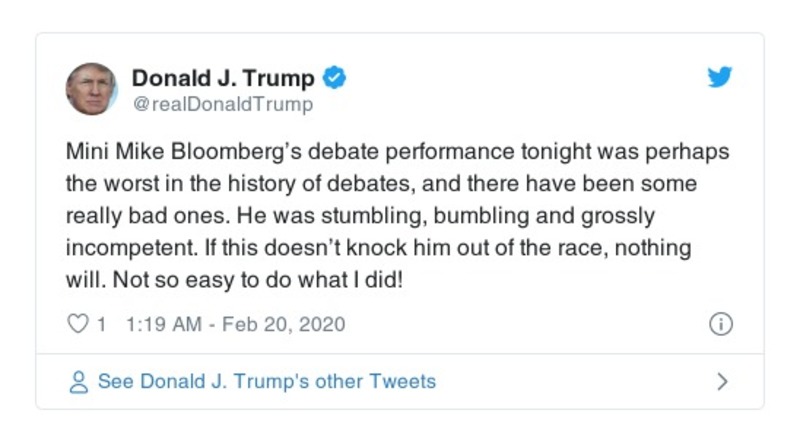 Donald J. Trump
@realDonaldTrump
Mini Mike Bloomberg’s debate performance tonight was perhaps
the worst in the history of debates, and there have been some
really bad ones. He was stumbling, bumbling and grossly
incompetent. If this doesn’t knock him out of the race, nothing
will. Not so easy to do what I did!
1 1:19 AM - Feb 20, 2020
See Donald J. Trump's other Tweets